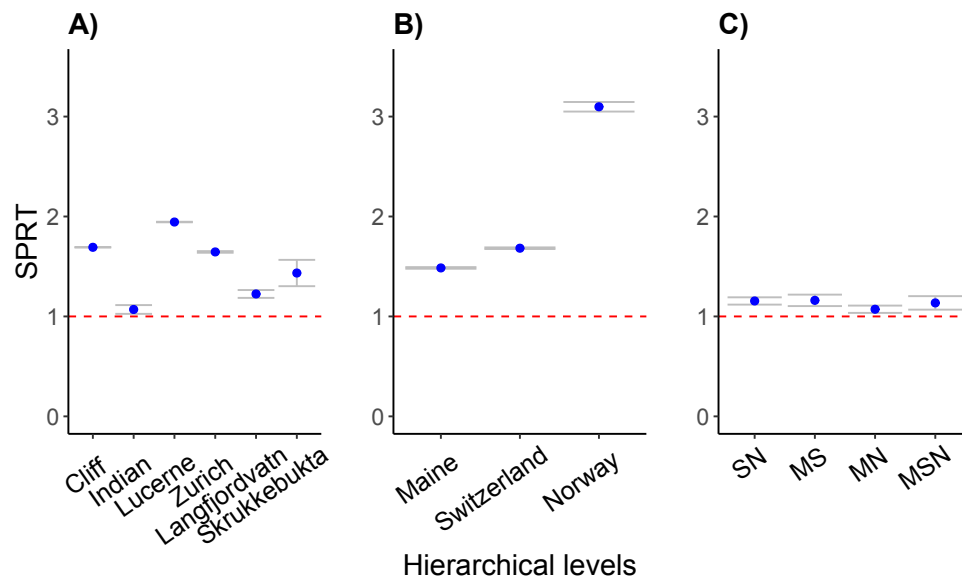 A)
B)
C)
SPRT
3
2
1
0
3
2
1
0
3
2
1
0
Cliff
Indian
Lucerne
Zurich
Langfjordvatn
Skrukkebukta
Maine
Switzerland
Norway
SN
MS
MN
MSN
Hierarchical levels